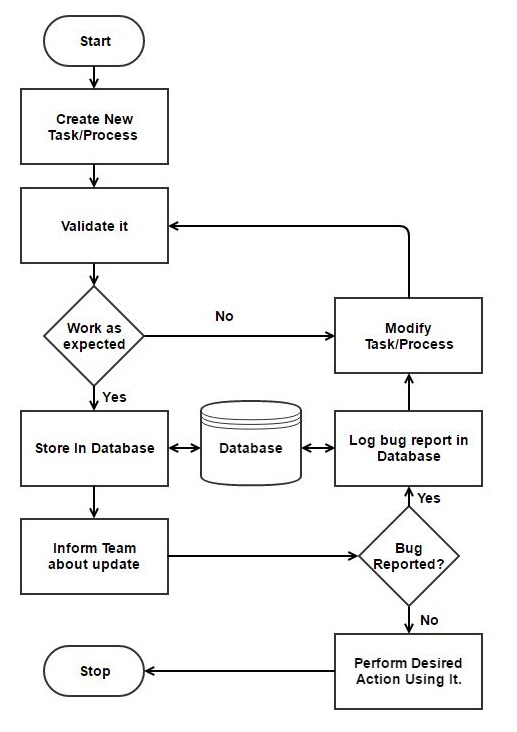 Start
Create New
Task/Process
Validate it
Work as
expected
No
Modify
Task/Process
Yes
Store In Database
Database
Log bug report in
Database
Yes
Inform Team
about update
Bug
Reported?
No
Perform Desired
Action Using It.
Stop